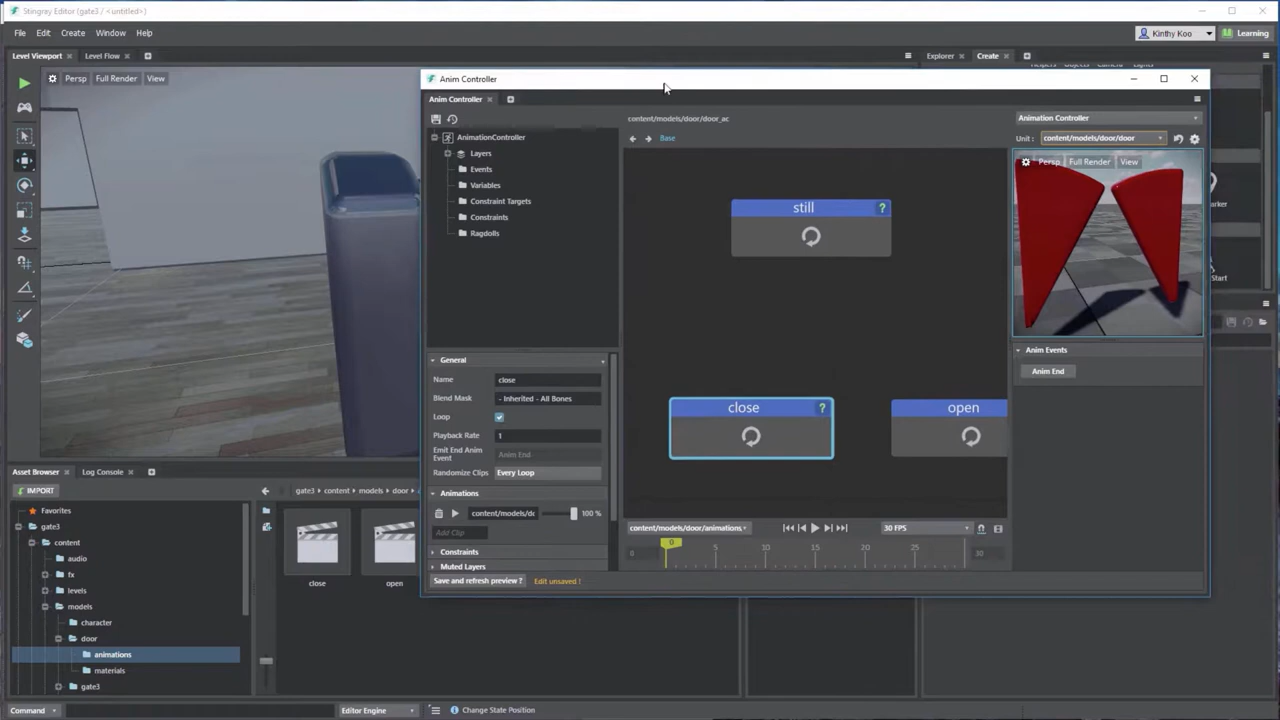 Stingray Editor (gate3 / <untitled>)
File Edit Create Window Help
Kinthy Koo
Learning
Level Viewport
Level Flow
Explorer
Create
Persp Full Render View
Anim Controller
Anim Controller
AnimationController
Layers
Events
Variables
Constraint Targets
Constraints
Ragdolls
content/models/door/door_ac
Base
still ?
close ?
open
Animation Controller
Unit : content/models/door/door
Persp Full Render View
Anim Events
Anim End
General
Name close
Blend Mask - Inherited - All Bones
Loop
Playback Rate 1
Emit End Anim Event Anim End
Randomize Clips Every Loop
Animations
content/models/dc 100 %
Add Clip
Constraints
Muted Layers
Save and refresh preview ? Edit unsaved !
content/models/door/animations,
30 FPS
0 0 5 10 15 20 25 30
Asset Browser
Log Console
IMPORT
gate3 content models door
Favorites
gate3
content
audio
fx
levels
models
character
door
animations
materials
gate3
close
open
Command
Editor Engine
Change State Position